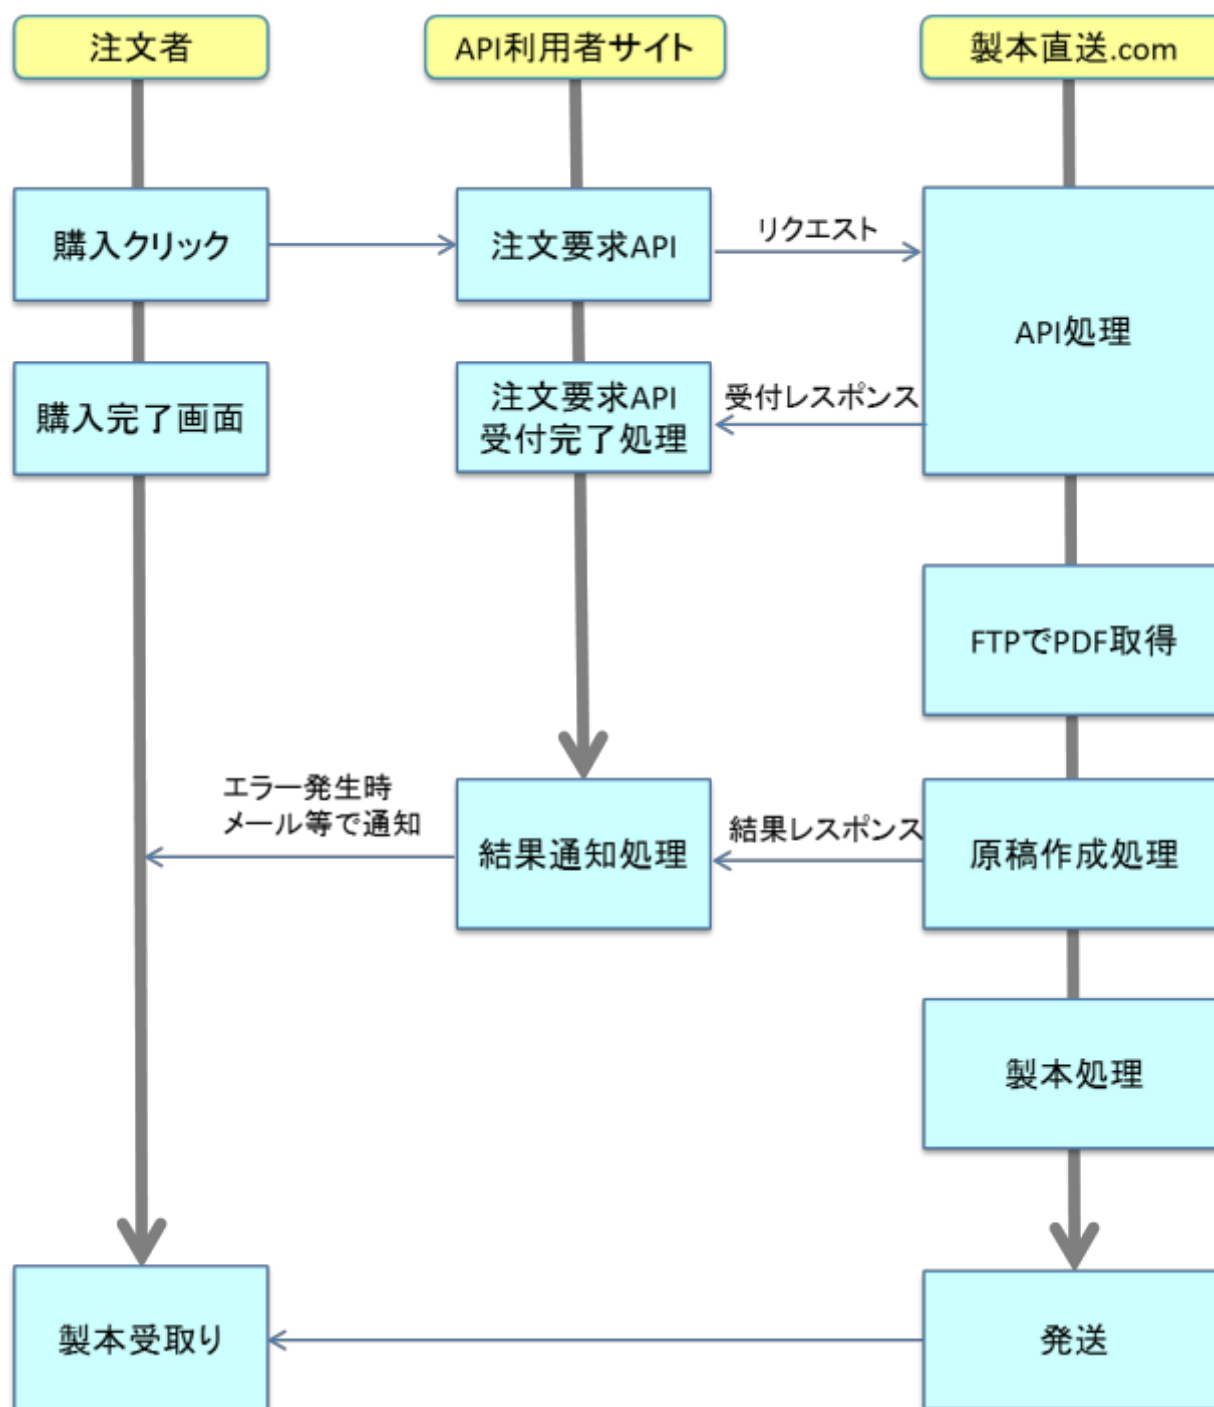 注文者
API利用者サイト
製本直送.com
購入クリック
注文要求API
リクエスト
API処理
購入完了画面
注文要求API
受付完了処理
受付レスポンス
FTPでPDF取得
エラー発生時
メール等で通知
結果通知処理
結果レスポンス
原稿作成処理
製本処理
製本受取り
発送